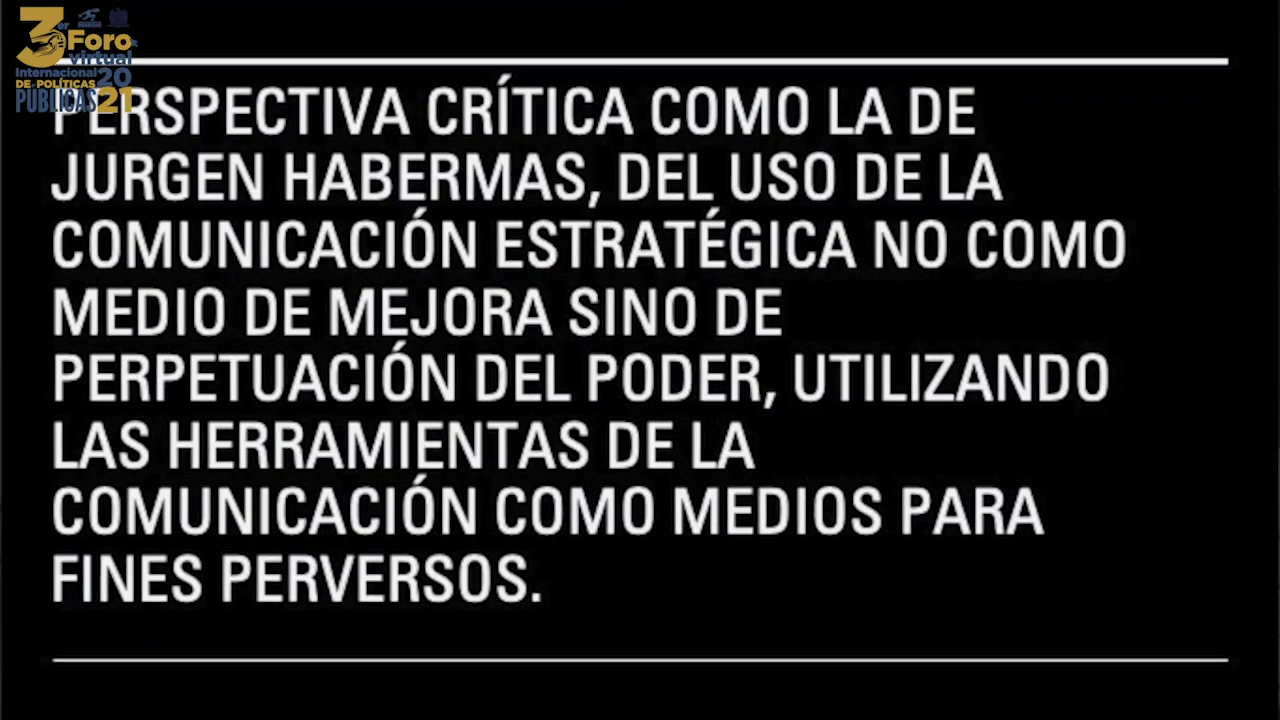 3er Foro
virtual
Internacional 20
DE POLÍTICAS
PÚBLICAS 21
PERSPECTIVA CRÍTICA COMO LA DE
JURGEN HABERMAS, DEL USO DE LA
COMUNICACIÓN ESTRATÉGICA NO COMO
MEDIO DE MEJORA SINO DE
PERPETUACIÓN DEL PODER, UTILIZANDO
LAS HERRAMIENTAS DE LA
COMUNICACIÓN COMO MEDIOS PARA
FINES PERVERSOS.